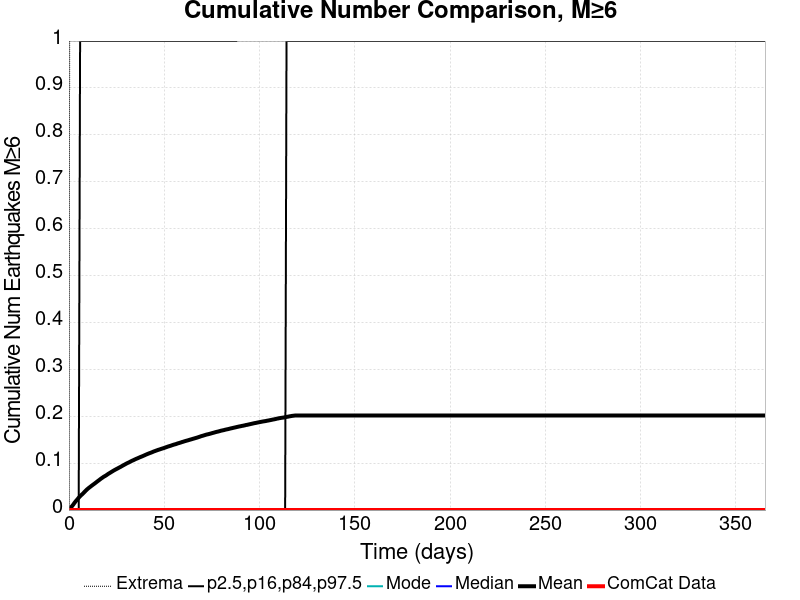 Cumulative Number Comparison, M≥6
Cumulative Num Earthquakes M≥6
1
0.9
0.8
0.7
0.6
0.5
0.4
0.3
0.2
0.1
0
0 50 100 150 200 250 300 350
Time (days)
Extrema p2.5,p16,p84,p97.5 Mode Median Mean ComCat Data